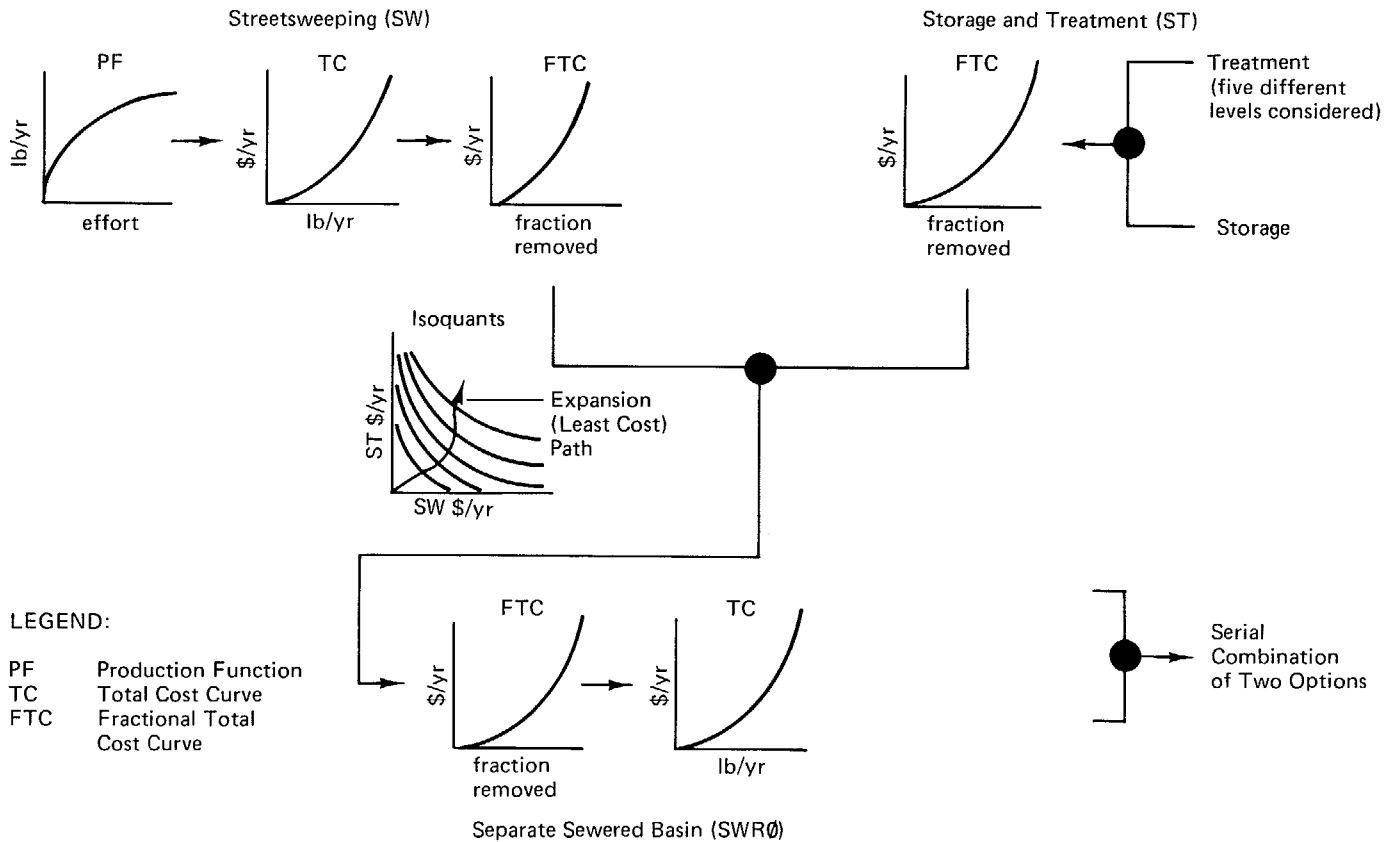 Streetsweeping (SW)
PF
lb/yr
effort
TC
$/yr
lb/yr
FTC
$/yr
fraction
removed
Storage and Treatment (ST)
FTC
$/yr
fraction
removed
Treatment
(five different
levels considered)
Storage
Isoquants
ST $/yr
SW $/yr
Expansion
(Least Cost)
Path
LEGEND:
PF Production Function
TC Total Cost Curve
FTC Fractional Total
Cost Curve
FTC
$/yr
fraction
removed
TC
$/yr
lb/yr
Separate Sewered Basin (SWRØ)
Serial
Combination
of Two Options